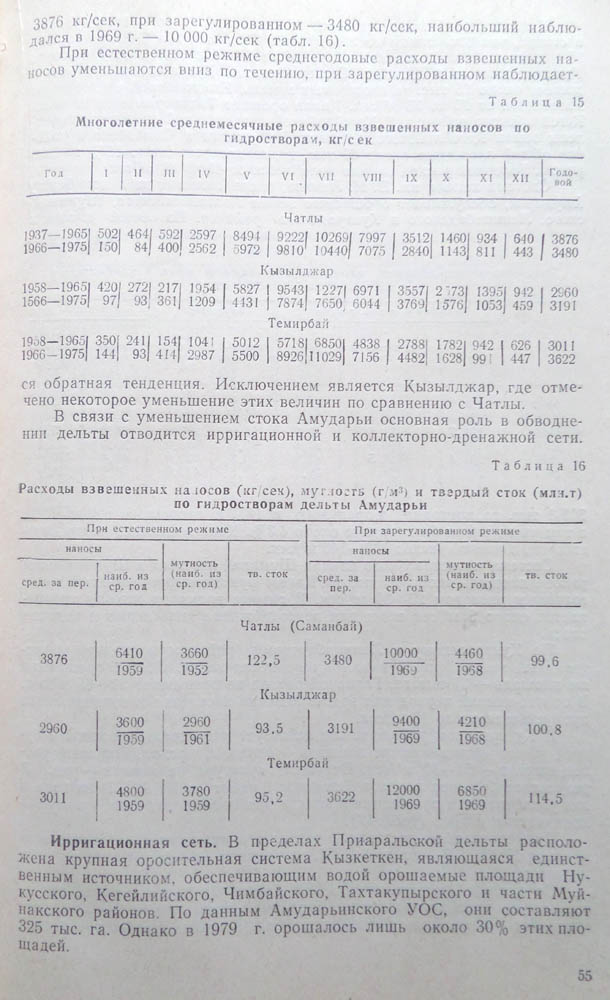 3876 кг/сек, при зарегулированном — 3480 кг/сек, наибольший наблю-
дался в 1969 г. — 10 000 кг/сек (табл. 16).
При естественном режиме среднегодовые расходы взвешенных на-
носов уменьшаются вниз по течению, при зарегулированном наблюдает-
Таблица 15
Многолетние среднемесячные расходы взвешенных наносов по
гидростворам, кг/сек
Год I II III IV V VI VII VIII IX X XI XII Годо-
вой
Чатлы
1937—1965 502 464 592 2597 8494 9222 10269 7997 3512 1460 934 640 3876
1966—1975 150 84 400 2562 5972 9810 10440 7075 2840 1143 811 443 3480
Кызылджар
1958—1965 420 272 217 1954 5827 9543 1227 6971 3557 1395 942 2960
1566—1975 97 93 361 1209 4431 7874 7650 6044 3769 1576 1053 459 3191
Темирбай
1958—1965 350 241 154 1041 5012 5718 6850 4838 2788 1782 942 626 3011
1966—1975 144 93 414 2987 5500 8926 11029 7156 4482 1628 991 447 3622
ся обратная тенденция. Исключением является Кызылджар, где отме-
чено некоторое уменьшение этих величин по сравнению с Чатлы.
В связи с уменьшением стока Амударьи основная роль в обводне-
нии дельты отводится ирригационной и коллекторно-дренажной сети.
Таблица 16
Расходы взвешенных наносов (кг/сек), мутность (г/м³) и твердый сток (млн.т)
по гидростворам дельты Амударьи
При естественном режиме При зарегулированном режиме
наносы мутность (наиб. из ср. год) тв. сток наносы мутность (наиб. из ср. год) тв. сток
сред. за пер. наиб. из ср. год сред. за пер. наиб. из ср. год
Чатлы (Саманбай)
3876 6410/1959 3660/1952 122,5 3480 10000/1969 4460/1968 99,6
Кызылджар
2960 3600/1959 2960/1961 93,5 3191 9400/1969 4210/1968 100,8
Темирбай
3011 4800/1959 3780/1959 95,2 3622 12000/1969 6850/1969 114,5
Ирригационная сеть. В пределах Приаральской дельты располо-
жена крупная оросительная система Кызкеткен, являющаяся единст-
венным источником, обеспечивающим водой орошаемые площади Ну-
кусского, Кегейлийского, Чимбайского, Тахтакупырского и части Муй-
накского районов. По данным Амударьинского УОС, они составляют
325 тыс. га. Однако в 1979 г. орошалось лишь около 30% этих пло-
щадей.
55